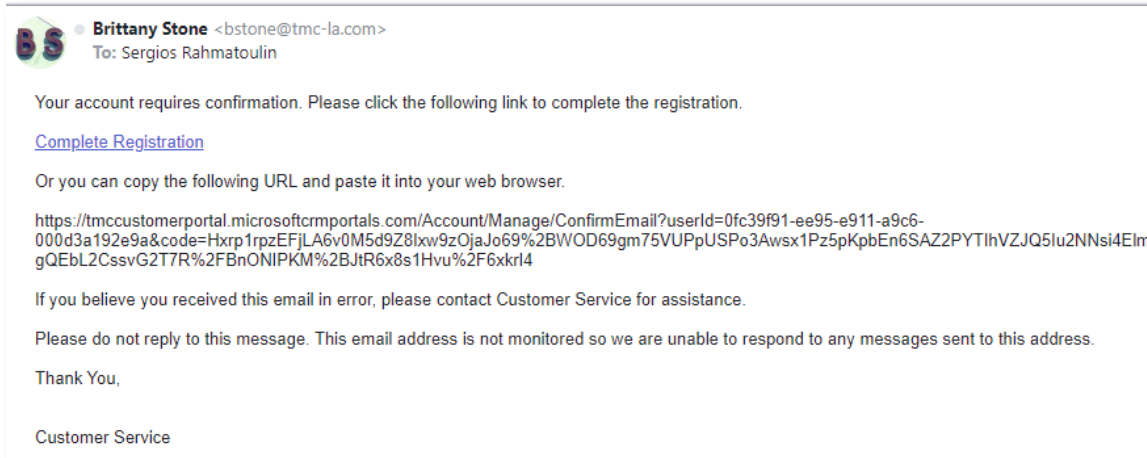 BS
Brittany Stone <bstone@tmc-la.com>
To: Sergios Rahmatoulin
Your account requires confirmation. Please click the following link to complete the registration.
Complete Registration
Or you can copy the following URL and paste it into your web browser.
https://tmccustomerportal.microsoftcrmportals.com/Account/Manage/ConfirmEmail?userId=0fc39f91-ee95-e911-a9c6-
000d3a192e9a&code=Hxrp1rpzEFjLA6v0M5d9Z8Ixw9zOjaJo69%2BWOD69gm75VUPpUSPo3Awsx1Pz5pKpbEn6SAZ2PYTIhVZJQ5Iu2NNsi4EIm
gQEbL2CssvG2T7R%2FBnONIPKM%2BJtR6x8s1Hvu%2F6xkrI4
If you believe you received this email in error, please contact Customer Service for assistance.
Please do not reply to this message. This email address is not monitored so we are unable to respond to any messages sent to this address.
Thank You,
Customer Service